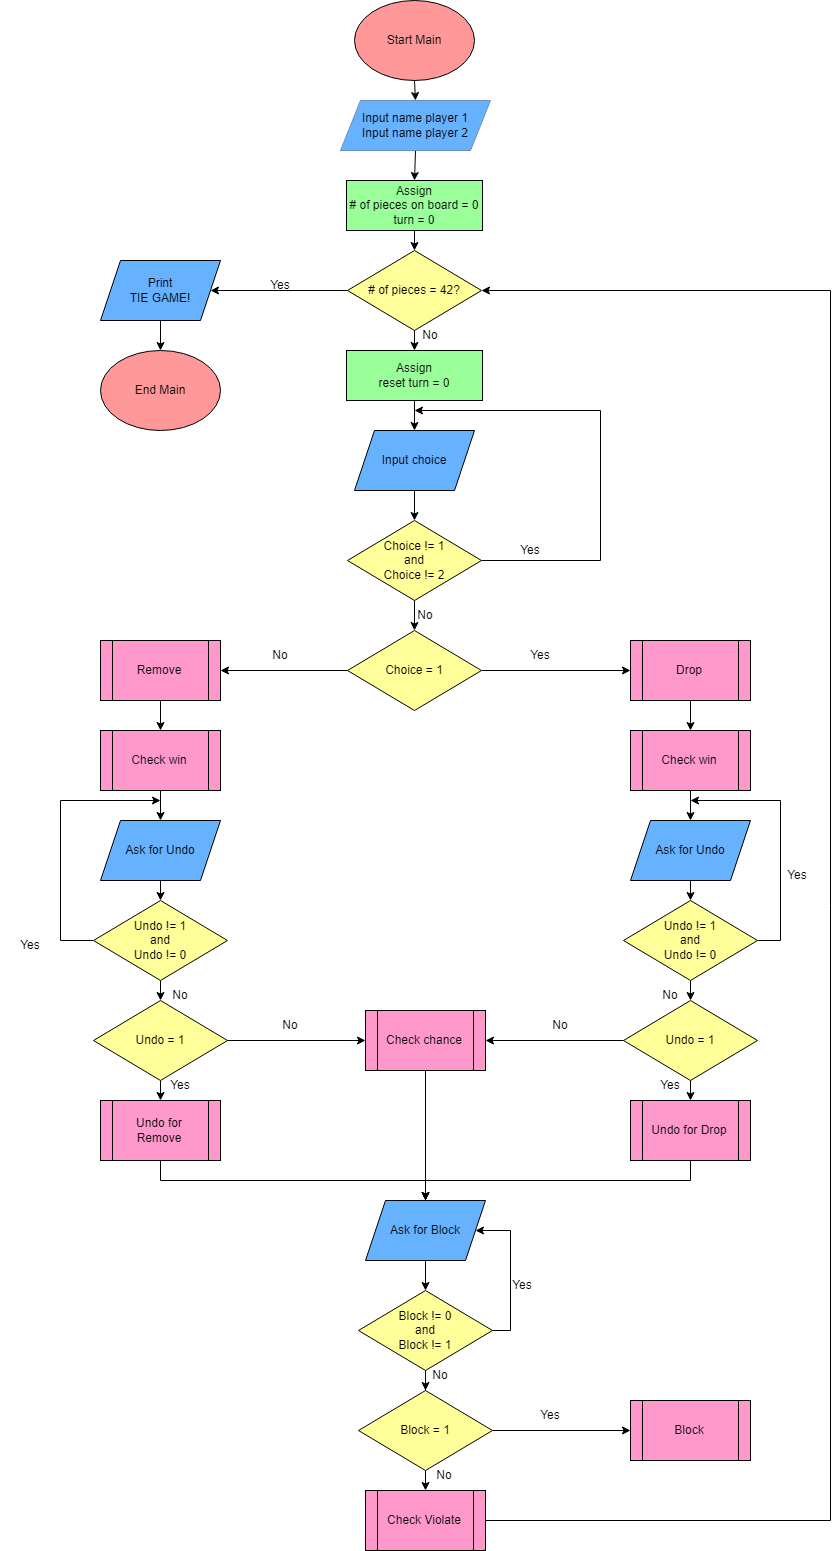 Start Main
Input name player 1
Input name player 2
Assign
# of pieces on board = 0
turn = 0
Print
TIE GAME!
Yes
# of pieces = 42?
No
End Main
Assign
reset turn = 0
Input choice
Choice != 1
and
Choice != 2
Yes
No
Remove
No
Choice = 1
Yes
Drop
Check win
Check win
Ask for Undo
Ask for Undo
Yes
Undo != 1
and
Undo != 0
Yes
Undo != 1
and
Undo != 0
No
No
Undo = 1
No
Check chance
No
Undo = 1
Yes
Yes
Undo for
Remove
Undo for Drop
Ask for Block
Yes
Block != 0
and
Block != 1
No
Block = 1
Yes
Block
No
Check Violate